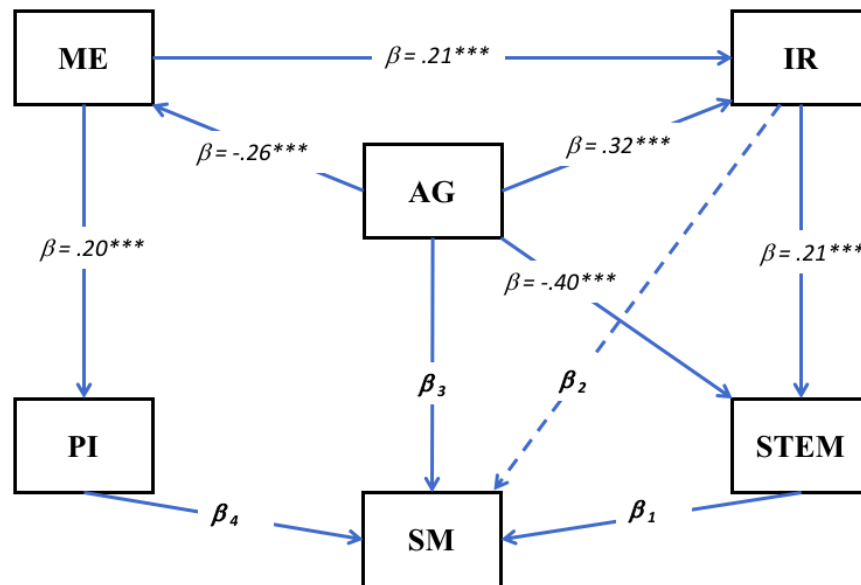 ME
β = .21***
IR
β = -.26***
AG
β = .32***
β = .20***
β = -.40***
β = .21***
β3
β2
PI
STEM
β4
SM
β1